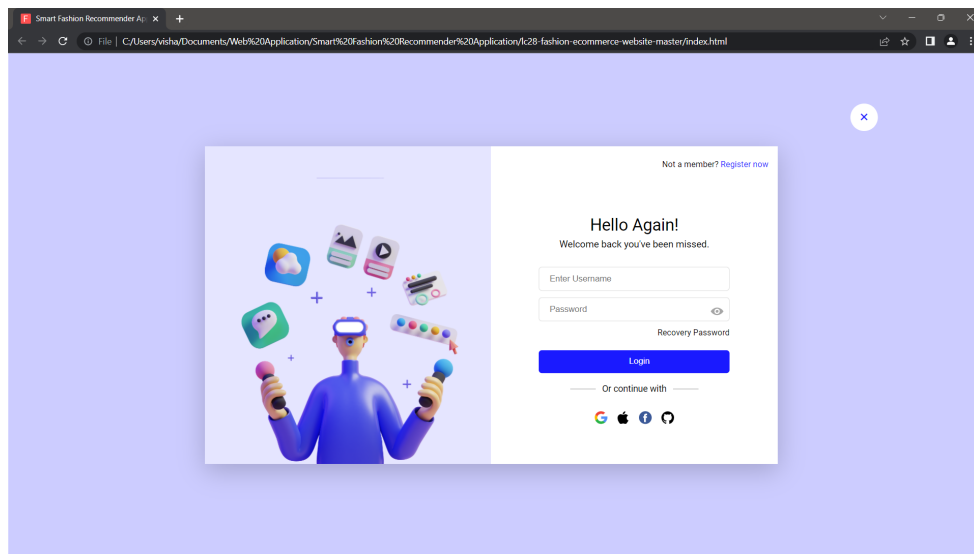 Smart Fashion Recommender Ap
File | C:/Users/visha/Documents/Web%20Application/Smart%20Fashion%20Recommender%20Application/lc28-fashion-ecommerce-website-master/index.html
Not a member? Register now
Hello Again!
Welcome back you've been missed.
Enter Username
Password
Recovery Password
Login
Or continue with